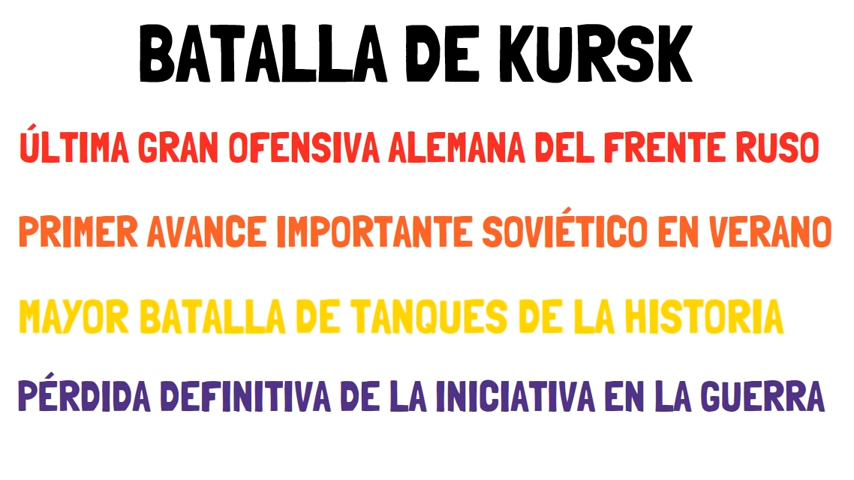 BATALLA DE KURSK
ÚLTIMA GRAN OFENSIVA ALEMANA DEL FRENTE RUSO
PRIMER AVANCE IMPORTANTE SOVIÉTICO EN VERANO
MAYOR BATALLA DE TANQUES DE LA HISTORIA
PÉRDIDA DEFINITIVA DE LA INICIATIVA EN LA GUERRA